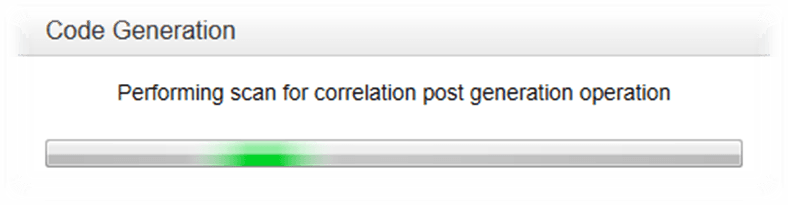 Code Generation
Performing scan for correlation post generation operation